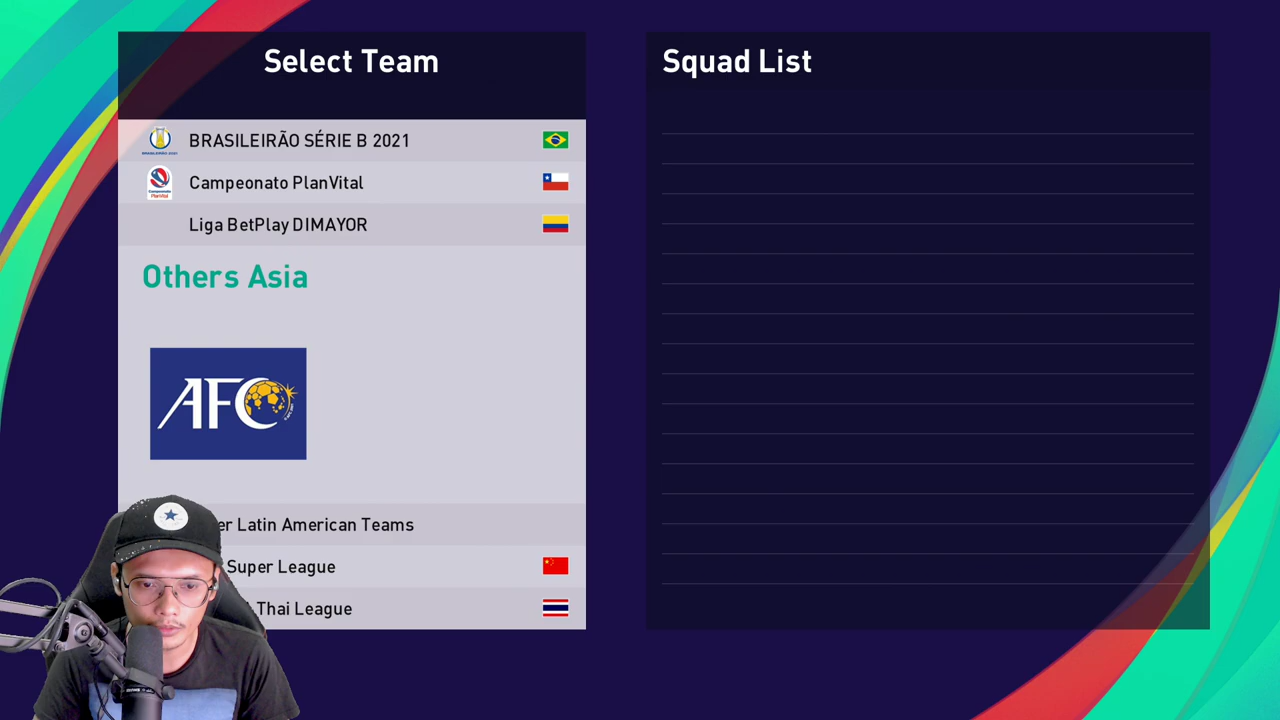 Select Team
BRASILEIRÃO SÉRIE B 2021
Campeonato PlanVital
Liga BetPlay DIMAYOR
Others Asia
AFC
er Latin American Teams
Super League
Thai League
Squad List